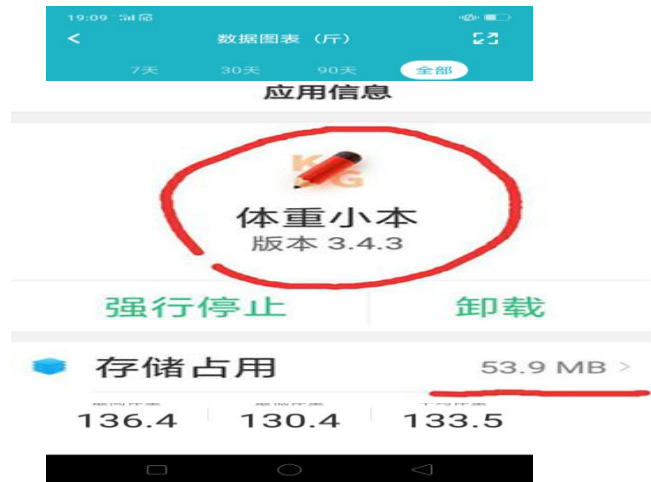 19:09
数据图表（斤）
7天 30天 90天 全部
应用信息
K
G
体重小本
版本 3.4.3
强行停止 卸载
存储占用 53.9 MB >
136.4 130.4 133.5